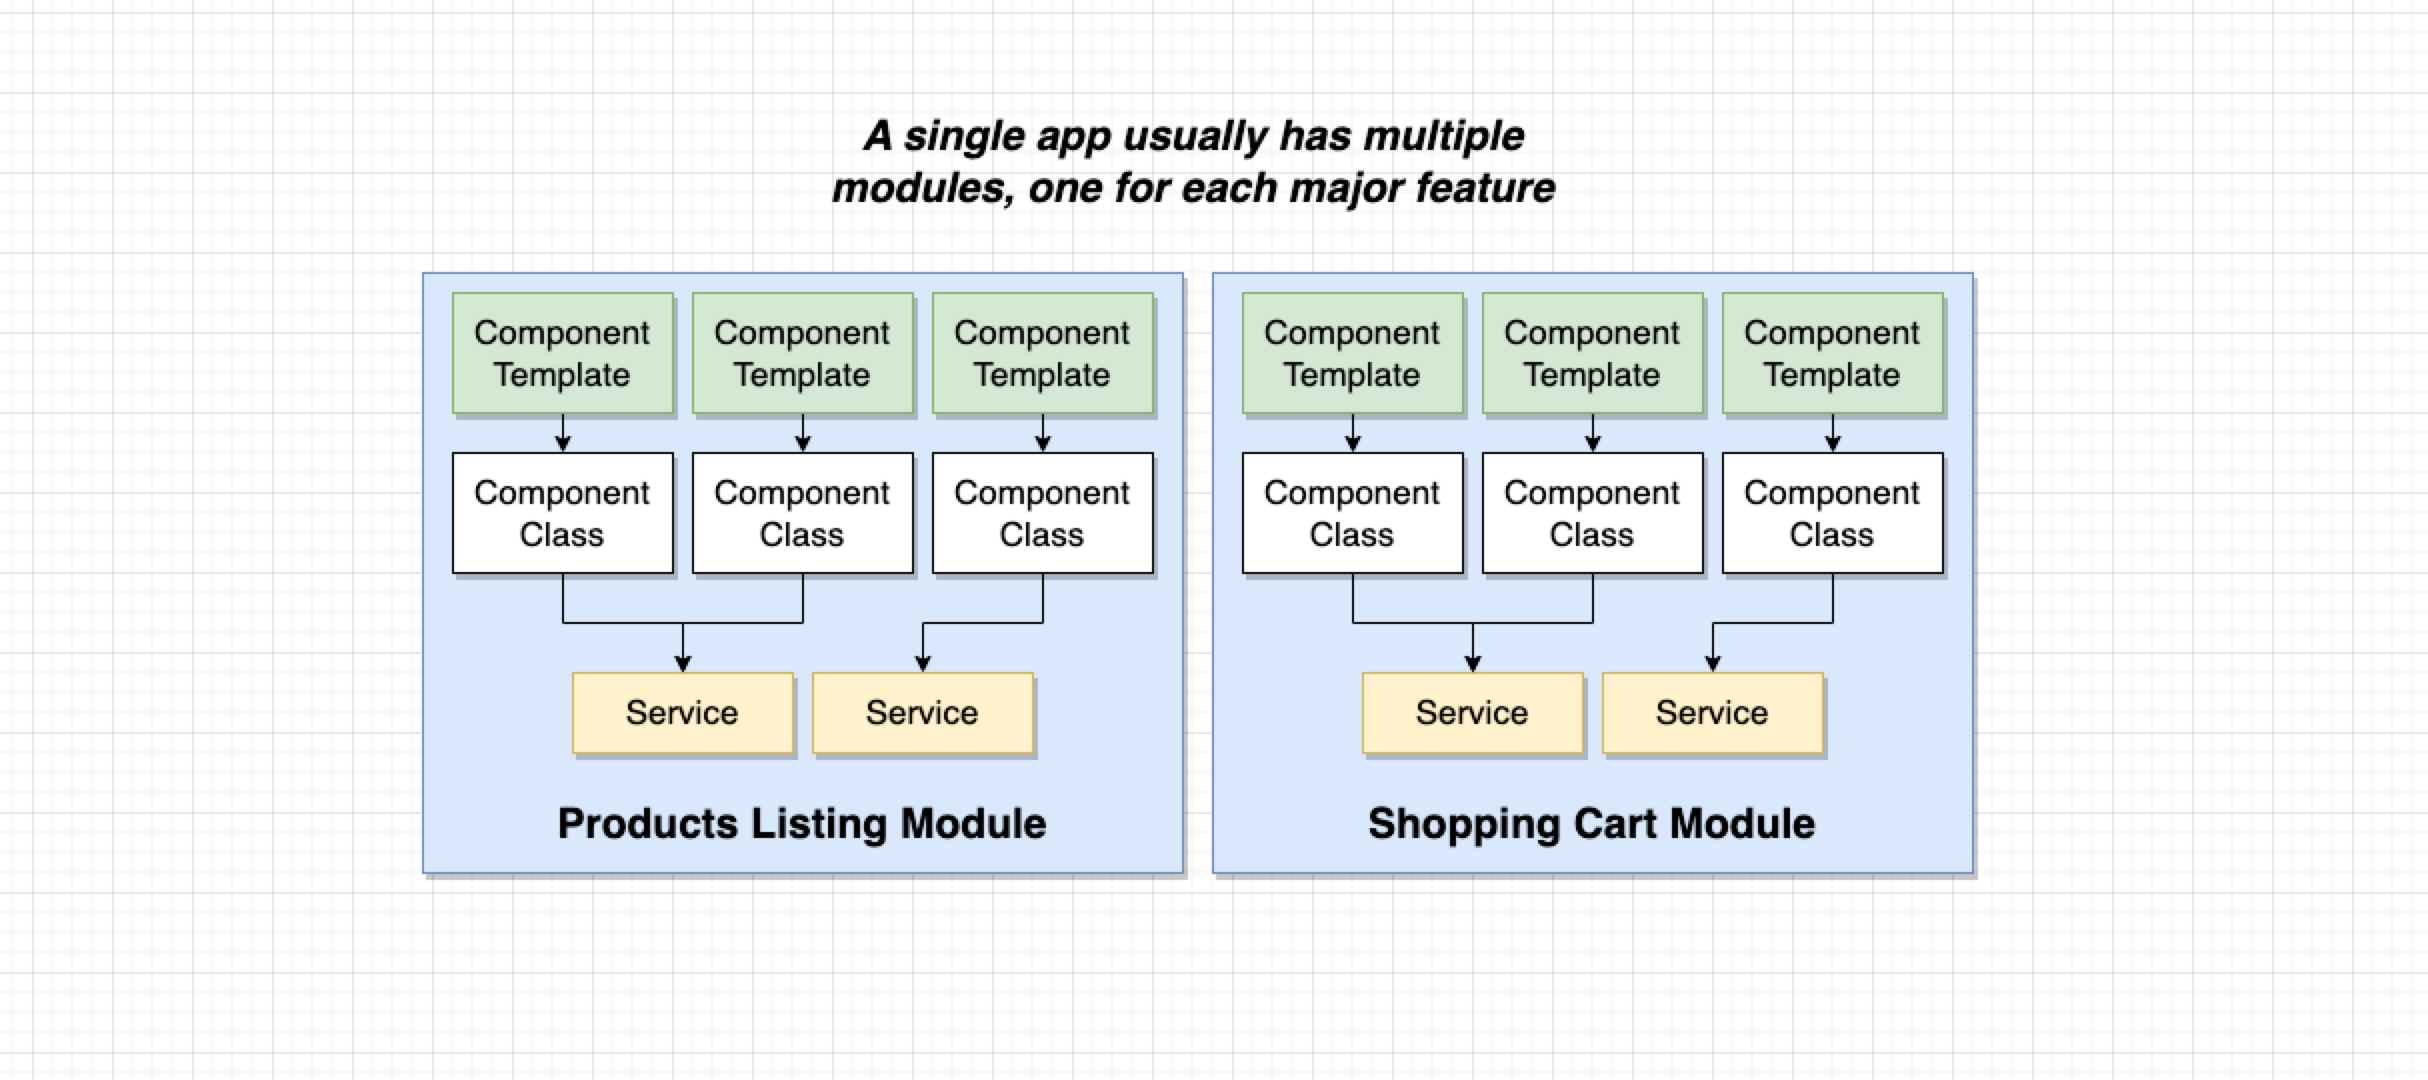 A single app usually has multiple
modules, one for each major feature
Component
Template
Component
Template
Component
Template
Component
Class
Component
Class
Component
Class
Service
Service
Products Listing Module
Component
Template
Component
Template
Component
Template
Component
Class
Component
Class
Component
Class
Service
Service
Shopping Cart Module